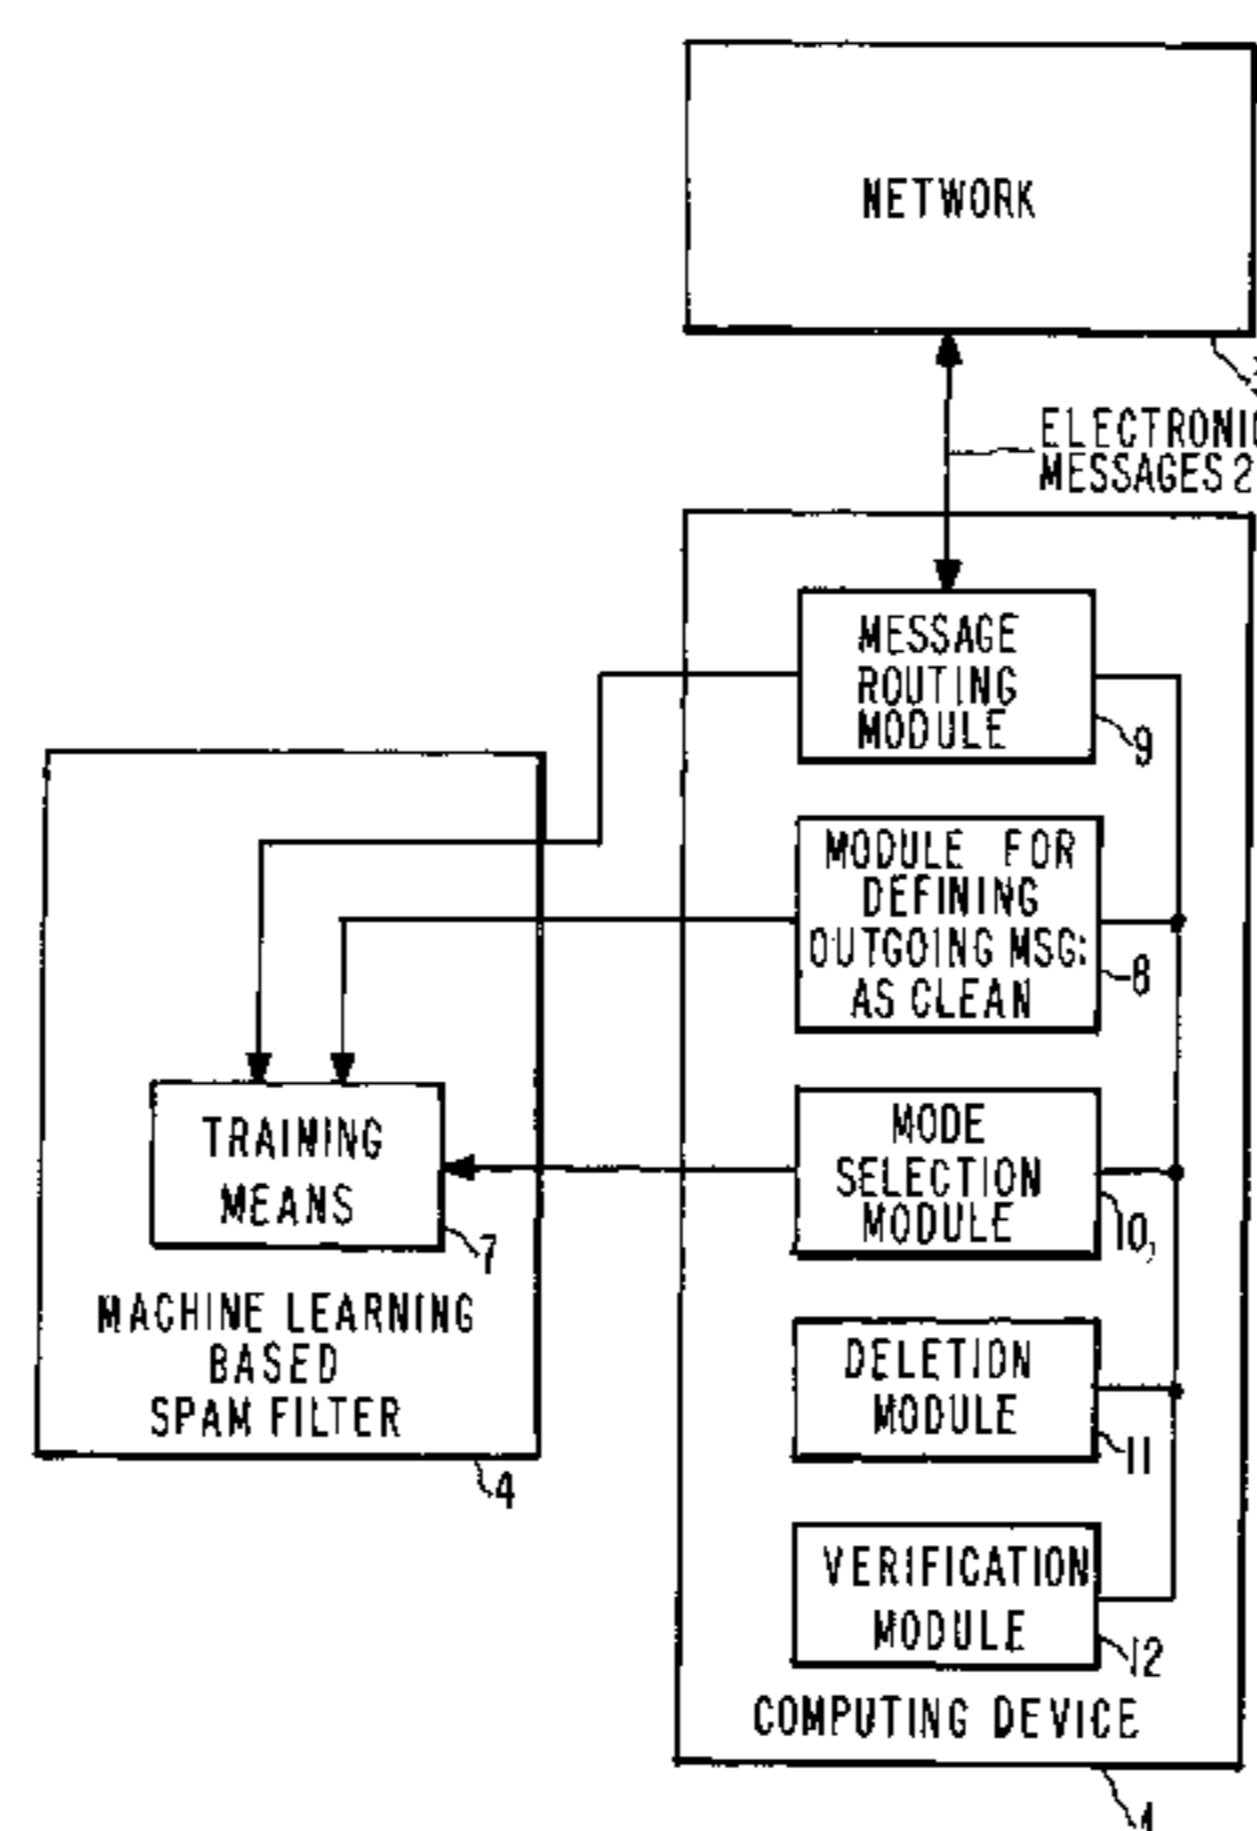 NETWORK
ELECTRONIC
MESSAGES 2
MESSAGE
ROUTING
MODULE
9
MODULE FOR
DEFINING
OUTGOING MSG:
AS CLEAN
8
TRAINING
MEANS
7
MODE
SELECTION
MODULE
10
MACHINE LEARNING
BASED
SPAM FILTER
4
DELETION
MODULE
11
VERIFICATION
MODULE
12
COMPUTING DEVICE